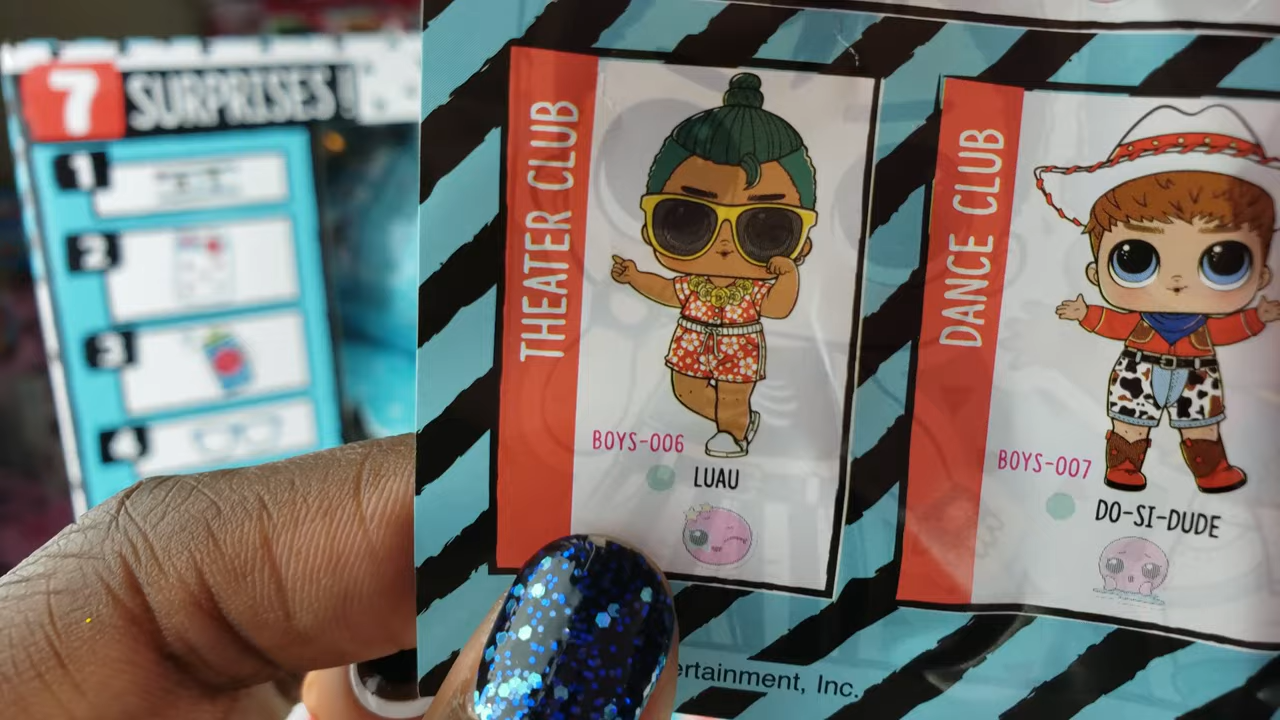 7 SURPRISES!
1
2
3
4
THEATER CLUB
BOYS-006
LUAU
DANCE CLUB
BOYS-007
DO-SI-DUDE
ertainment, Inc.